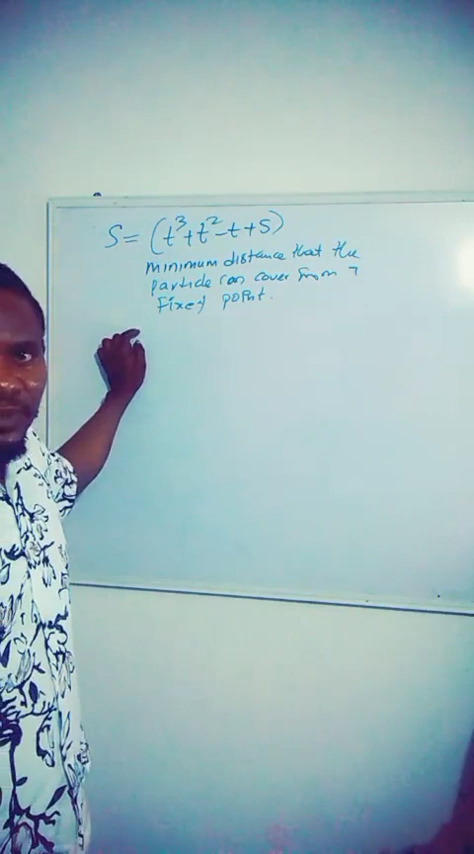 S= (t³+t²-t+5)
minimum distance that the
particle can cover from a
fixed point.